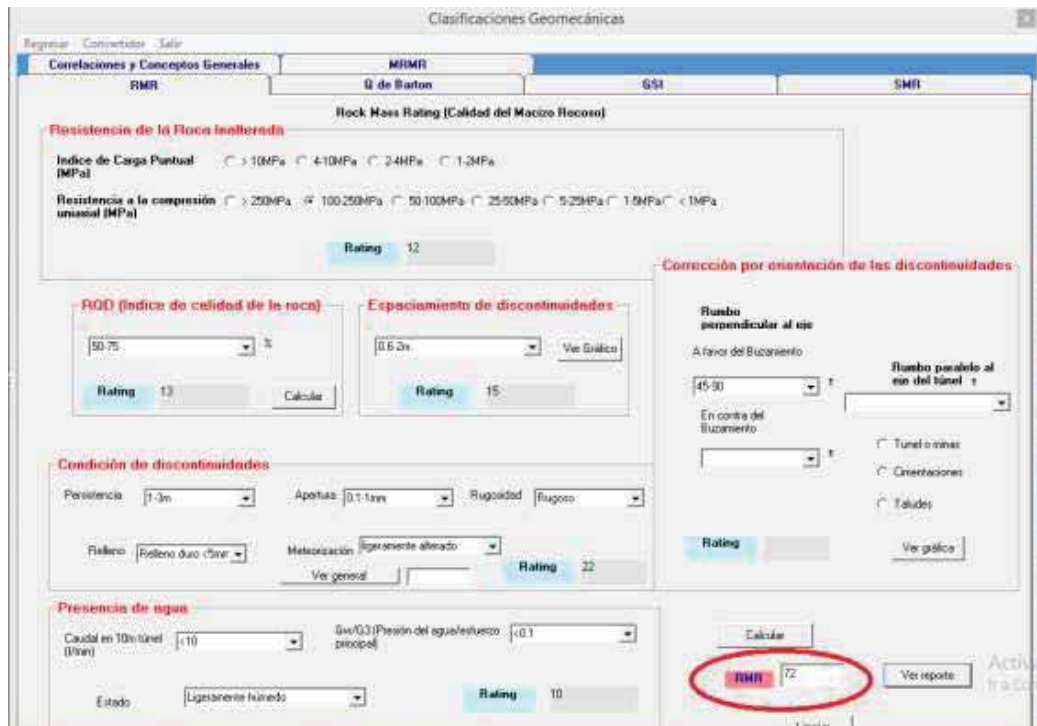 Clasificaciones Geomecánicas
Regresar Convertidor Salir
Correlaciones y Conceptos Generales MRMR
RMR Q de Barton GSI SMR
Rock Mass Rating (Calidad del Macizo Rocoso)
Resistencia de la Roca Inalterada
Indice de Carga Puntual (MPa) > 10MPa 4-10MPa 2-4MPa 1-2MPa
Resistencia a la compresión uniaxial (MPa) > 250MPa 100-250MPa 50-100MPa 25-50MPa 5-25MPa 1-5MPa < 1MPa
Rating 12
RQD (Indice de calidad de la roca)
50-75 %
Rating 13 Calcular
Espaciamiento de discontinuidades
0.6-2m Ver Gráfico
Rating 15
Corrección por orientación de las discontinuidades
Rumbo perpendicular al eje
A favor del Buzamiento
45-90
En contra del Buzamiento
Rumbo paralelo al eje del túnel
Tunel o minas
Cimentaciones
Taludes
Rating Ver gráfica
Condición de discontinuidades
Persistencia 1-3m Apertura 0.1-1mm Rugosidad Rugoso
Relleno Relleno duro <5mm Meteorización ligeramente alterado
Ver general Rating 22
Presencia de agua
Caudal en 10m túnel (l/min) <10 Gw/G3 (Presión del agua/esfuerzo principal) <0.1
Estado Ligeramente húmedo Rating 10
Calcular
RMR 72 Ver reporte